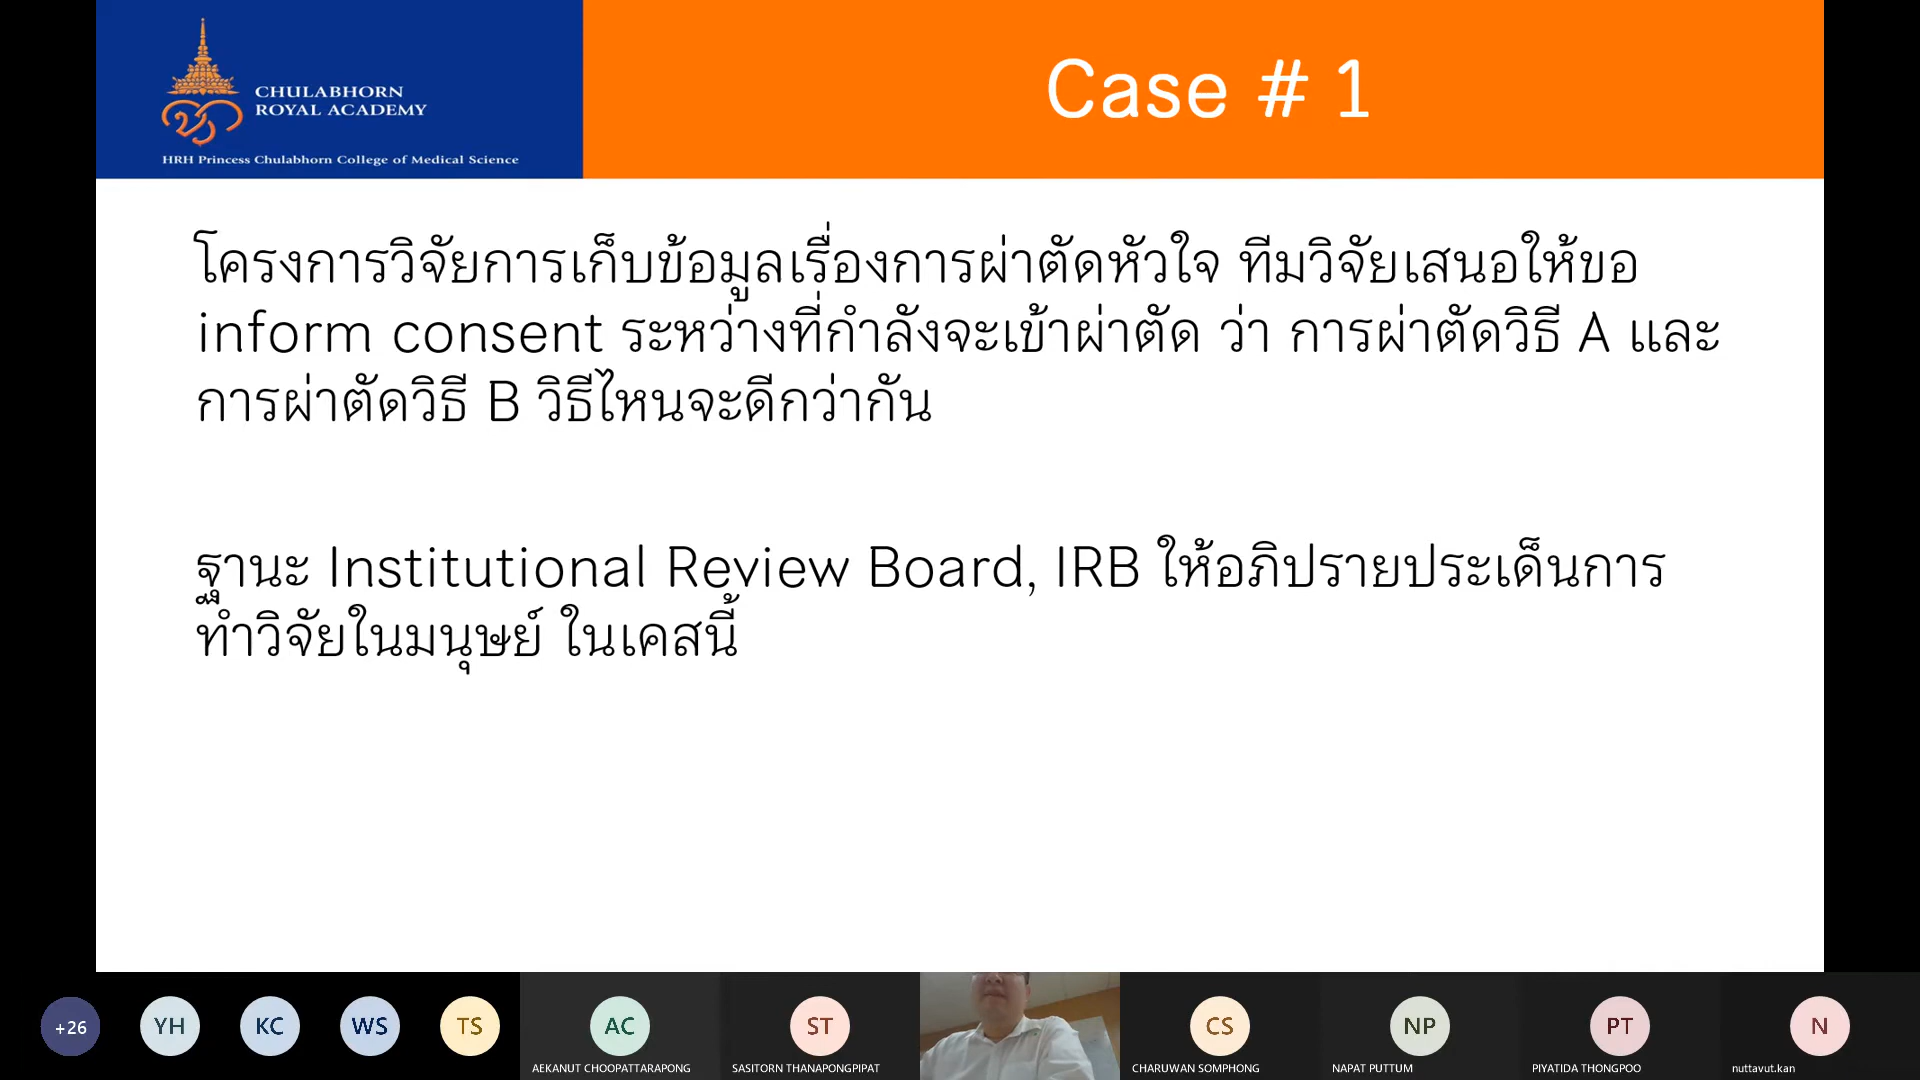 CHULABHORN
ROYAL ACADEMY
HRH Princess Chulabhorn College of Medical Science
Case # 1
โครงการวิจัยการเก็บข้อมูลเรื่องการผ่าตัดหัวใจ ทีมวิจัยเสนอให้ขอ
inform consent ระหว่างที่กำลังจะเข้าผ่าตัด ว่า การผ่าตัดวิธี A และ
การผ่าตัดวิธี B วิธีไหนจะดีกว่ากัน
ฐานะ Institutional Review Board, IRB ให้อภิปรายประเด็นการ
ทำวิจัยในมนุษย์ ในเคสนี้
+26 YH KC WS TS AC ST CS NP PT N
AEKANUT CHOOPATTARAPONG SASITORN THANAPONGPIPAT CHARUWAN SOMPHONG NAPAT PUTTUM PIYATIDA THONGPOO nuttavut.kan